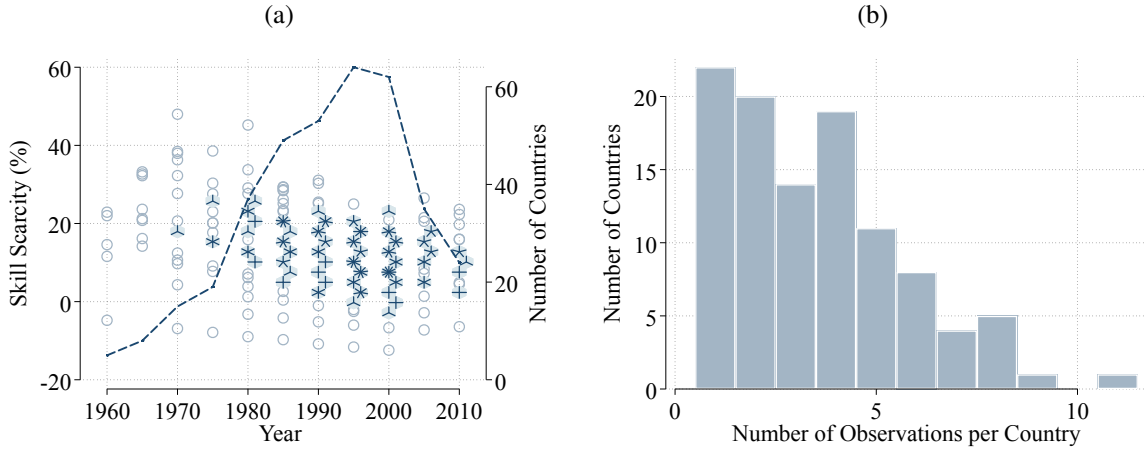 (a)
60
40
20
0
-20
Skill Scarcity (%)
1960 1970 1980 1990 2000 2010
Year
60
40
20
0
Number of Countries
(b)
20
15
10
5
0
Number of Countries
0 5 10
Number of Observations per Country